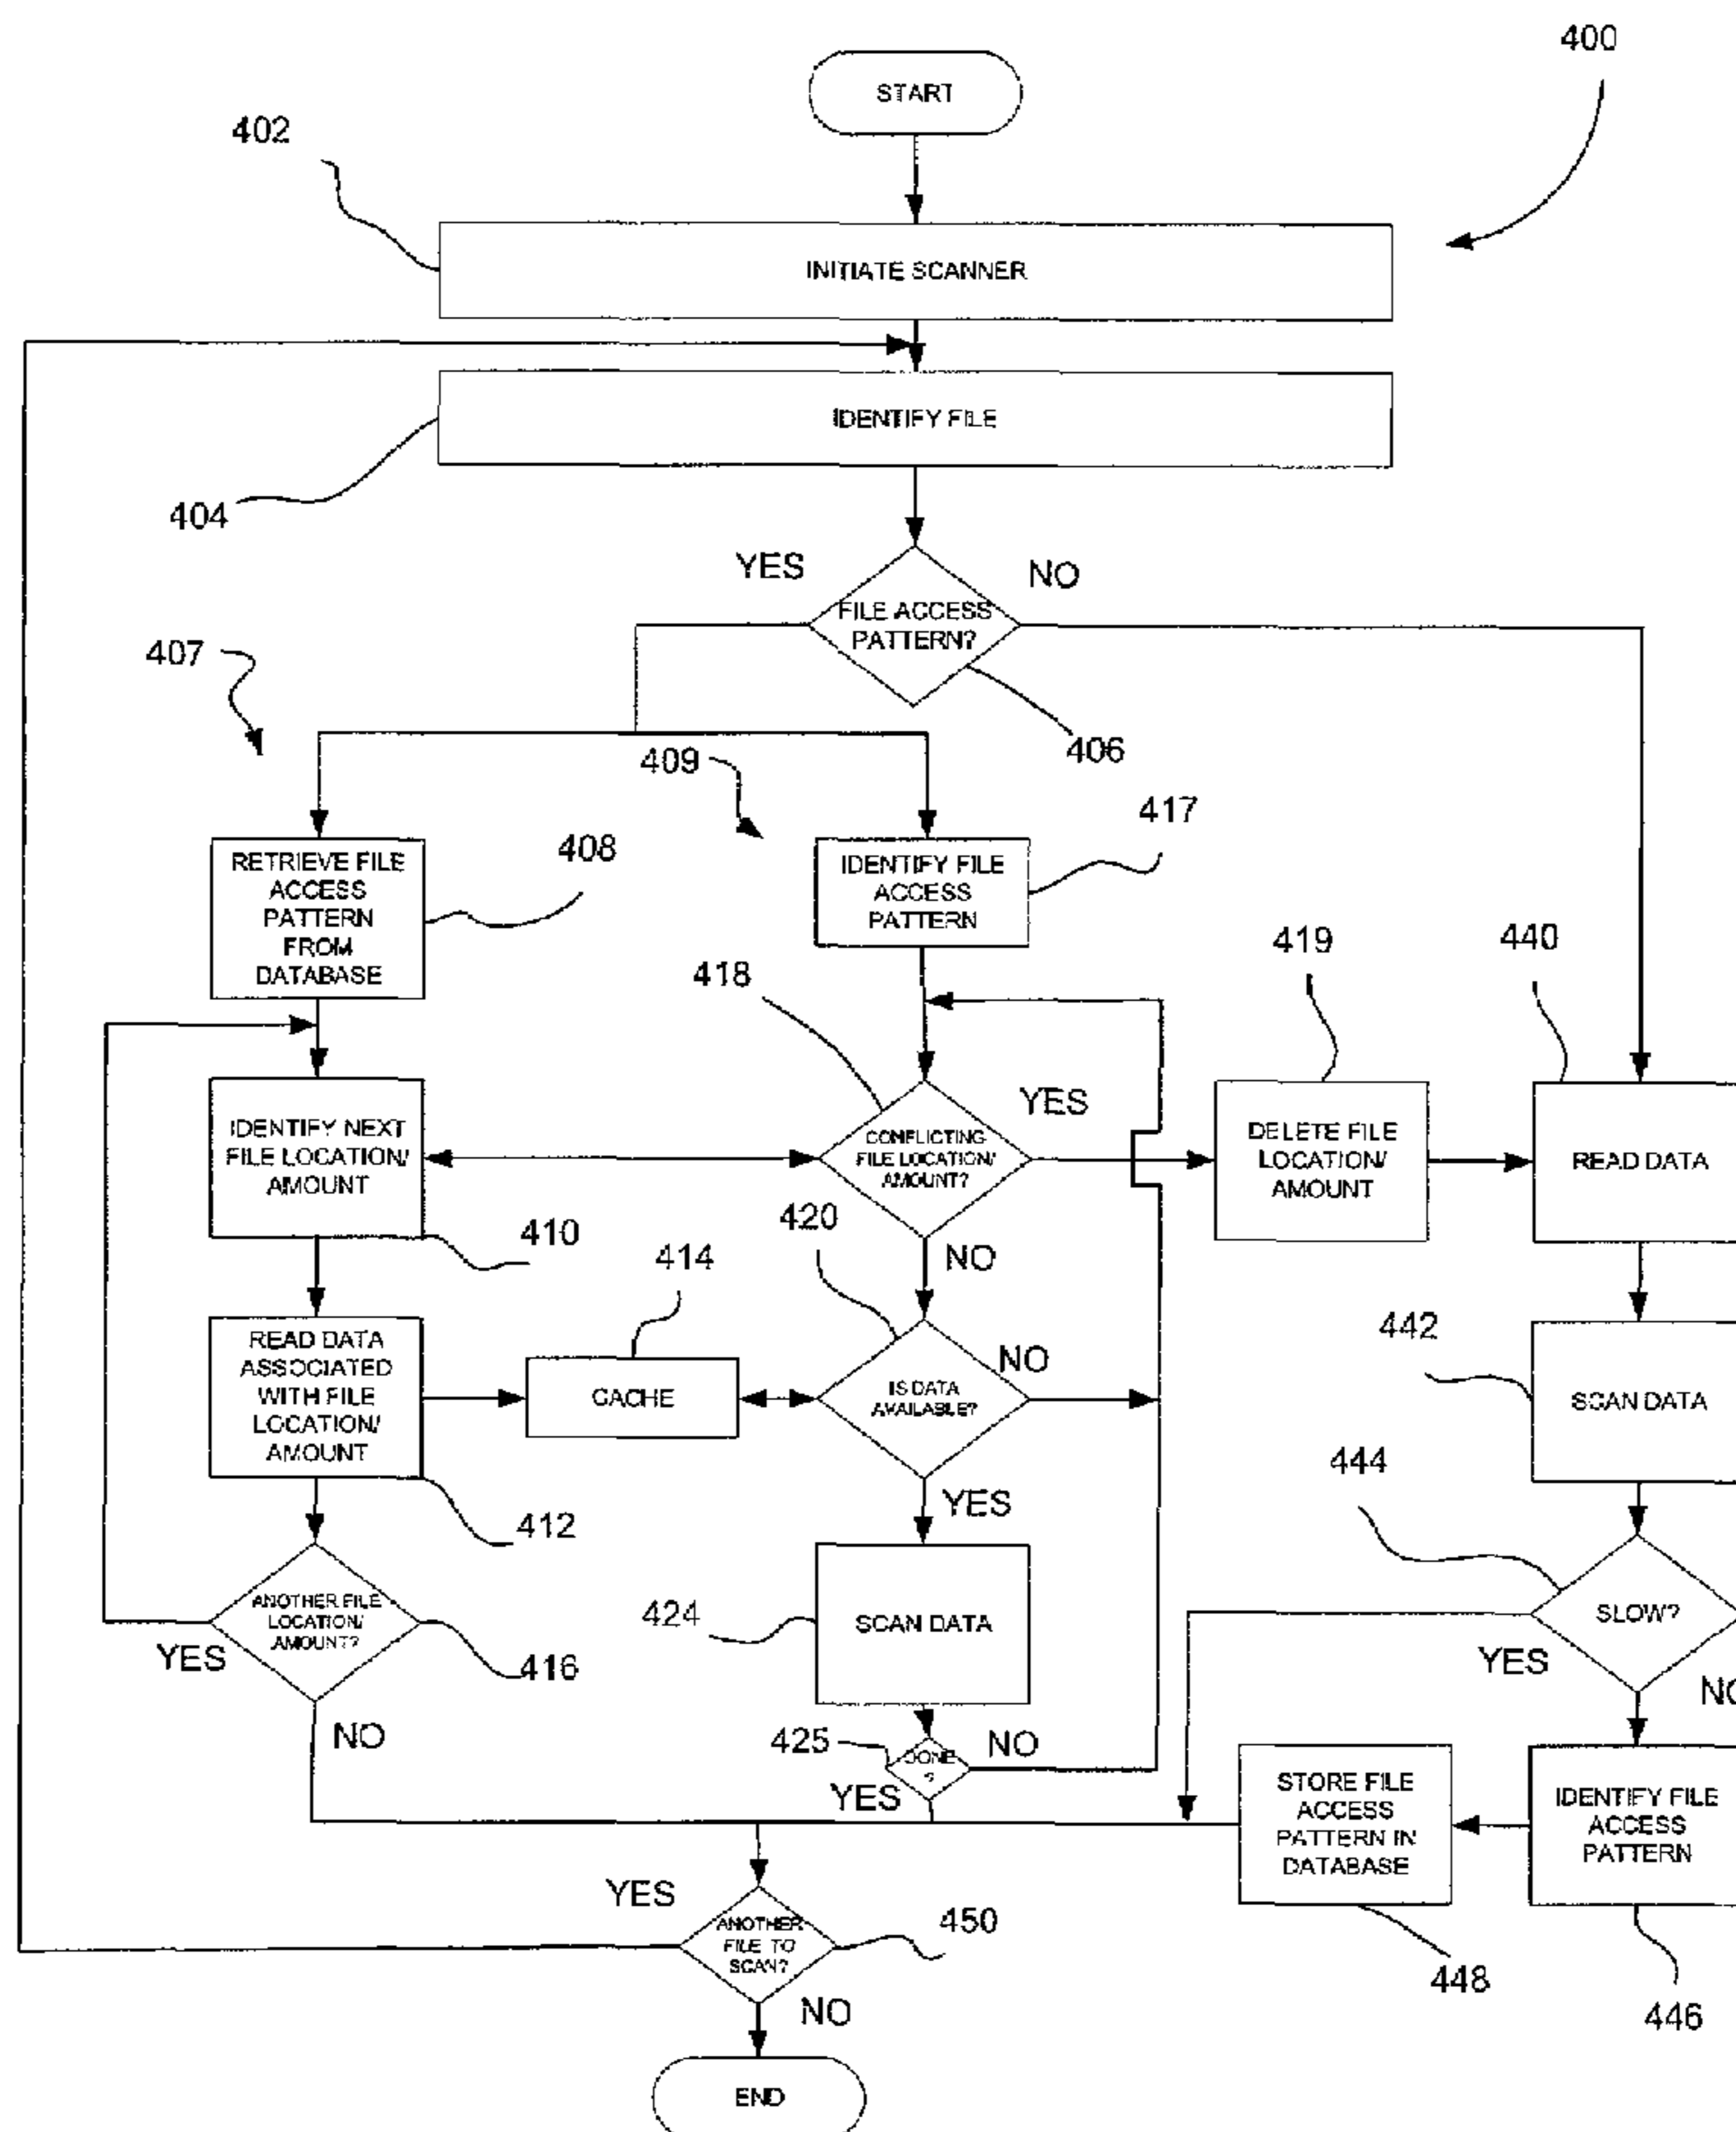 400
START
402
INITIATE SCANNER
IDENTIFY FILE
404
YES
NO
FILE ACCESS
PATTERN?
406
407
409
417
408
RETRIEVE FILE
ACCESS
PATTERN
FROM
DATABASE
IDENTIFY FILE
ACCESS
PATTERN
418
419
440
IDENTIFY NEXT
FILE LOCATION/
AMOUNT
410
CONFLICTING
FILE LOCATION/
AMOUNT?
YES
NO
DELETE FILE
LOCATION/
AMOUNT
READ DATA
420
414
READ DATA
ASSOCIATED
WITH FILE
LOCATION/
AMOUNT
412
CACHE
IS DATA
AVAILABLE?
NO
YES
442
SCAN DATA
444
ANOTHER FILE
LOCATION/
AMOUNT?
YES
416
NO
424
SCAN DATA
SLOW?
YES
NO
425
DONE
?
NO
YES
STORE FILE
ACCESS
PATTERN IN
DATABASE
448
IDENTIFY FILE
ACCESS
PATTERN
446
YES
ANOTHER
FILE TO
SCAN?
450
NO
END